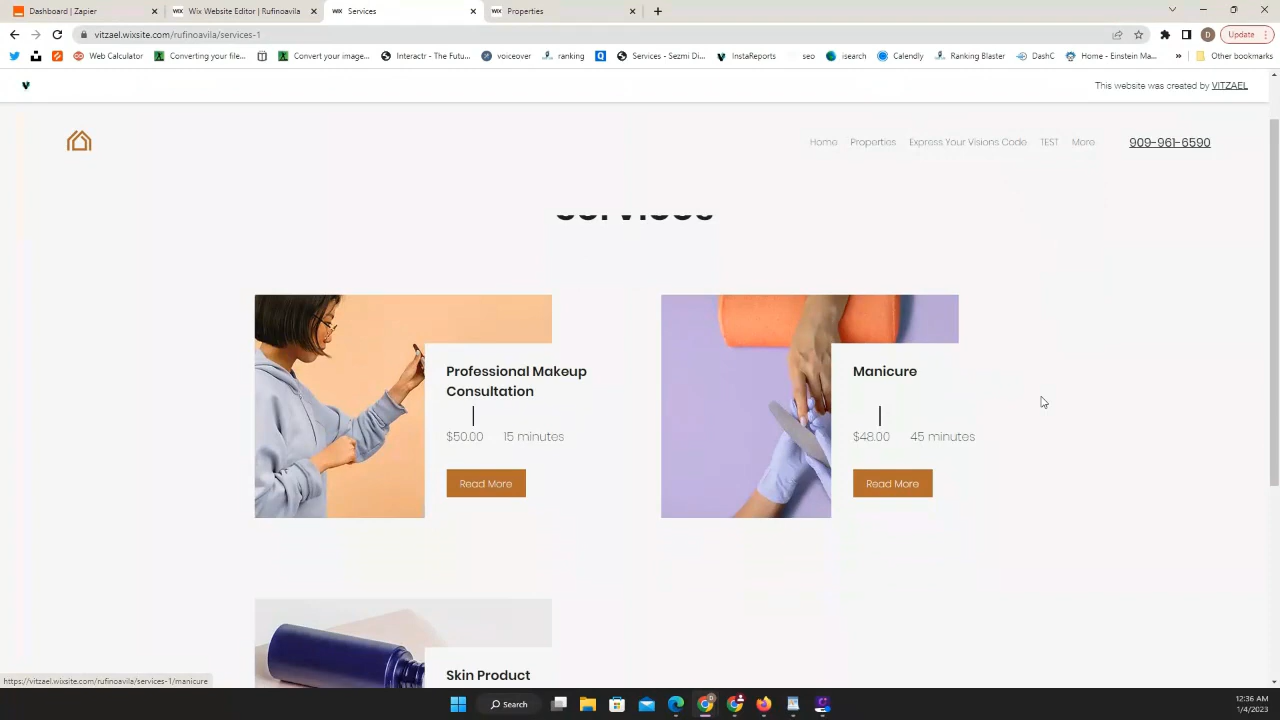 Dashboard | Zapier
Wix Website Editor | Rufinoavila
Services
Properties
vitzael.wixsite.com/rufinoavila/services-1
Update
Web Calculator
Converting your file...
Convert your image...
Interactr - The Futu...
voiceover
ranking
Services - Sezmi Di...
InstaReports
seo
isearch
Calendly
Ranking Blaster
DashC
Home - Einstein Ma...
Other bookmarks
This website was created by VITZAEL
Home
Properties
Express Your Visions Code
TEST
More
909-961-6590
Services
Professional Makeup
Consultation
$50.00
15 minutes
Read More
Manicure
$48.00
45 minutes
Read More
Skin Product
https://vitzael.wixsite.com/rufinoavila/services-1/manicure
Search
12:36 AM
1/4/2023